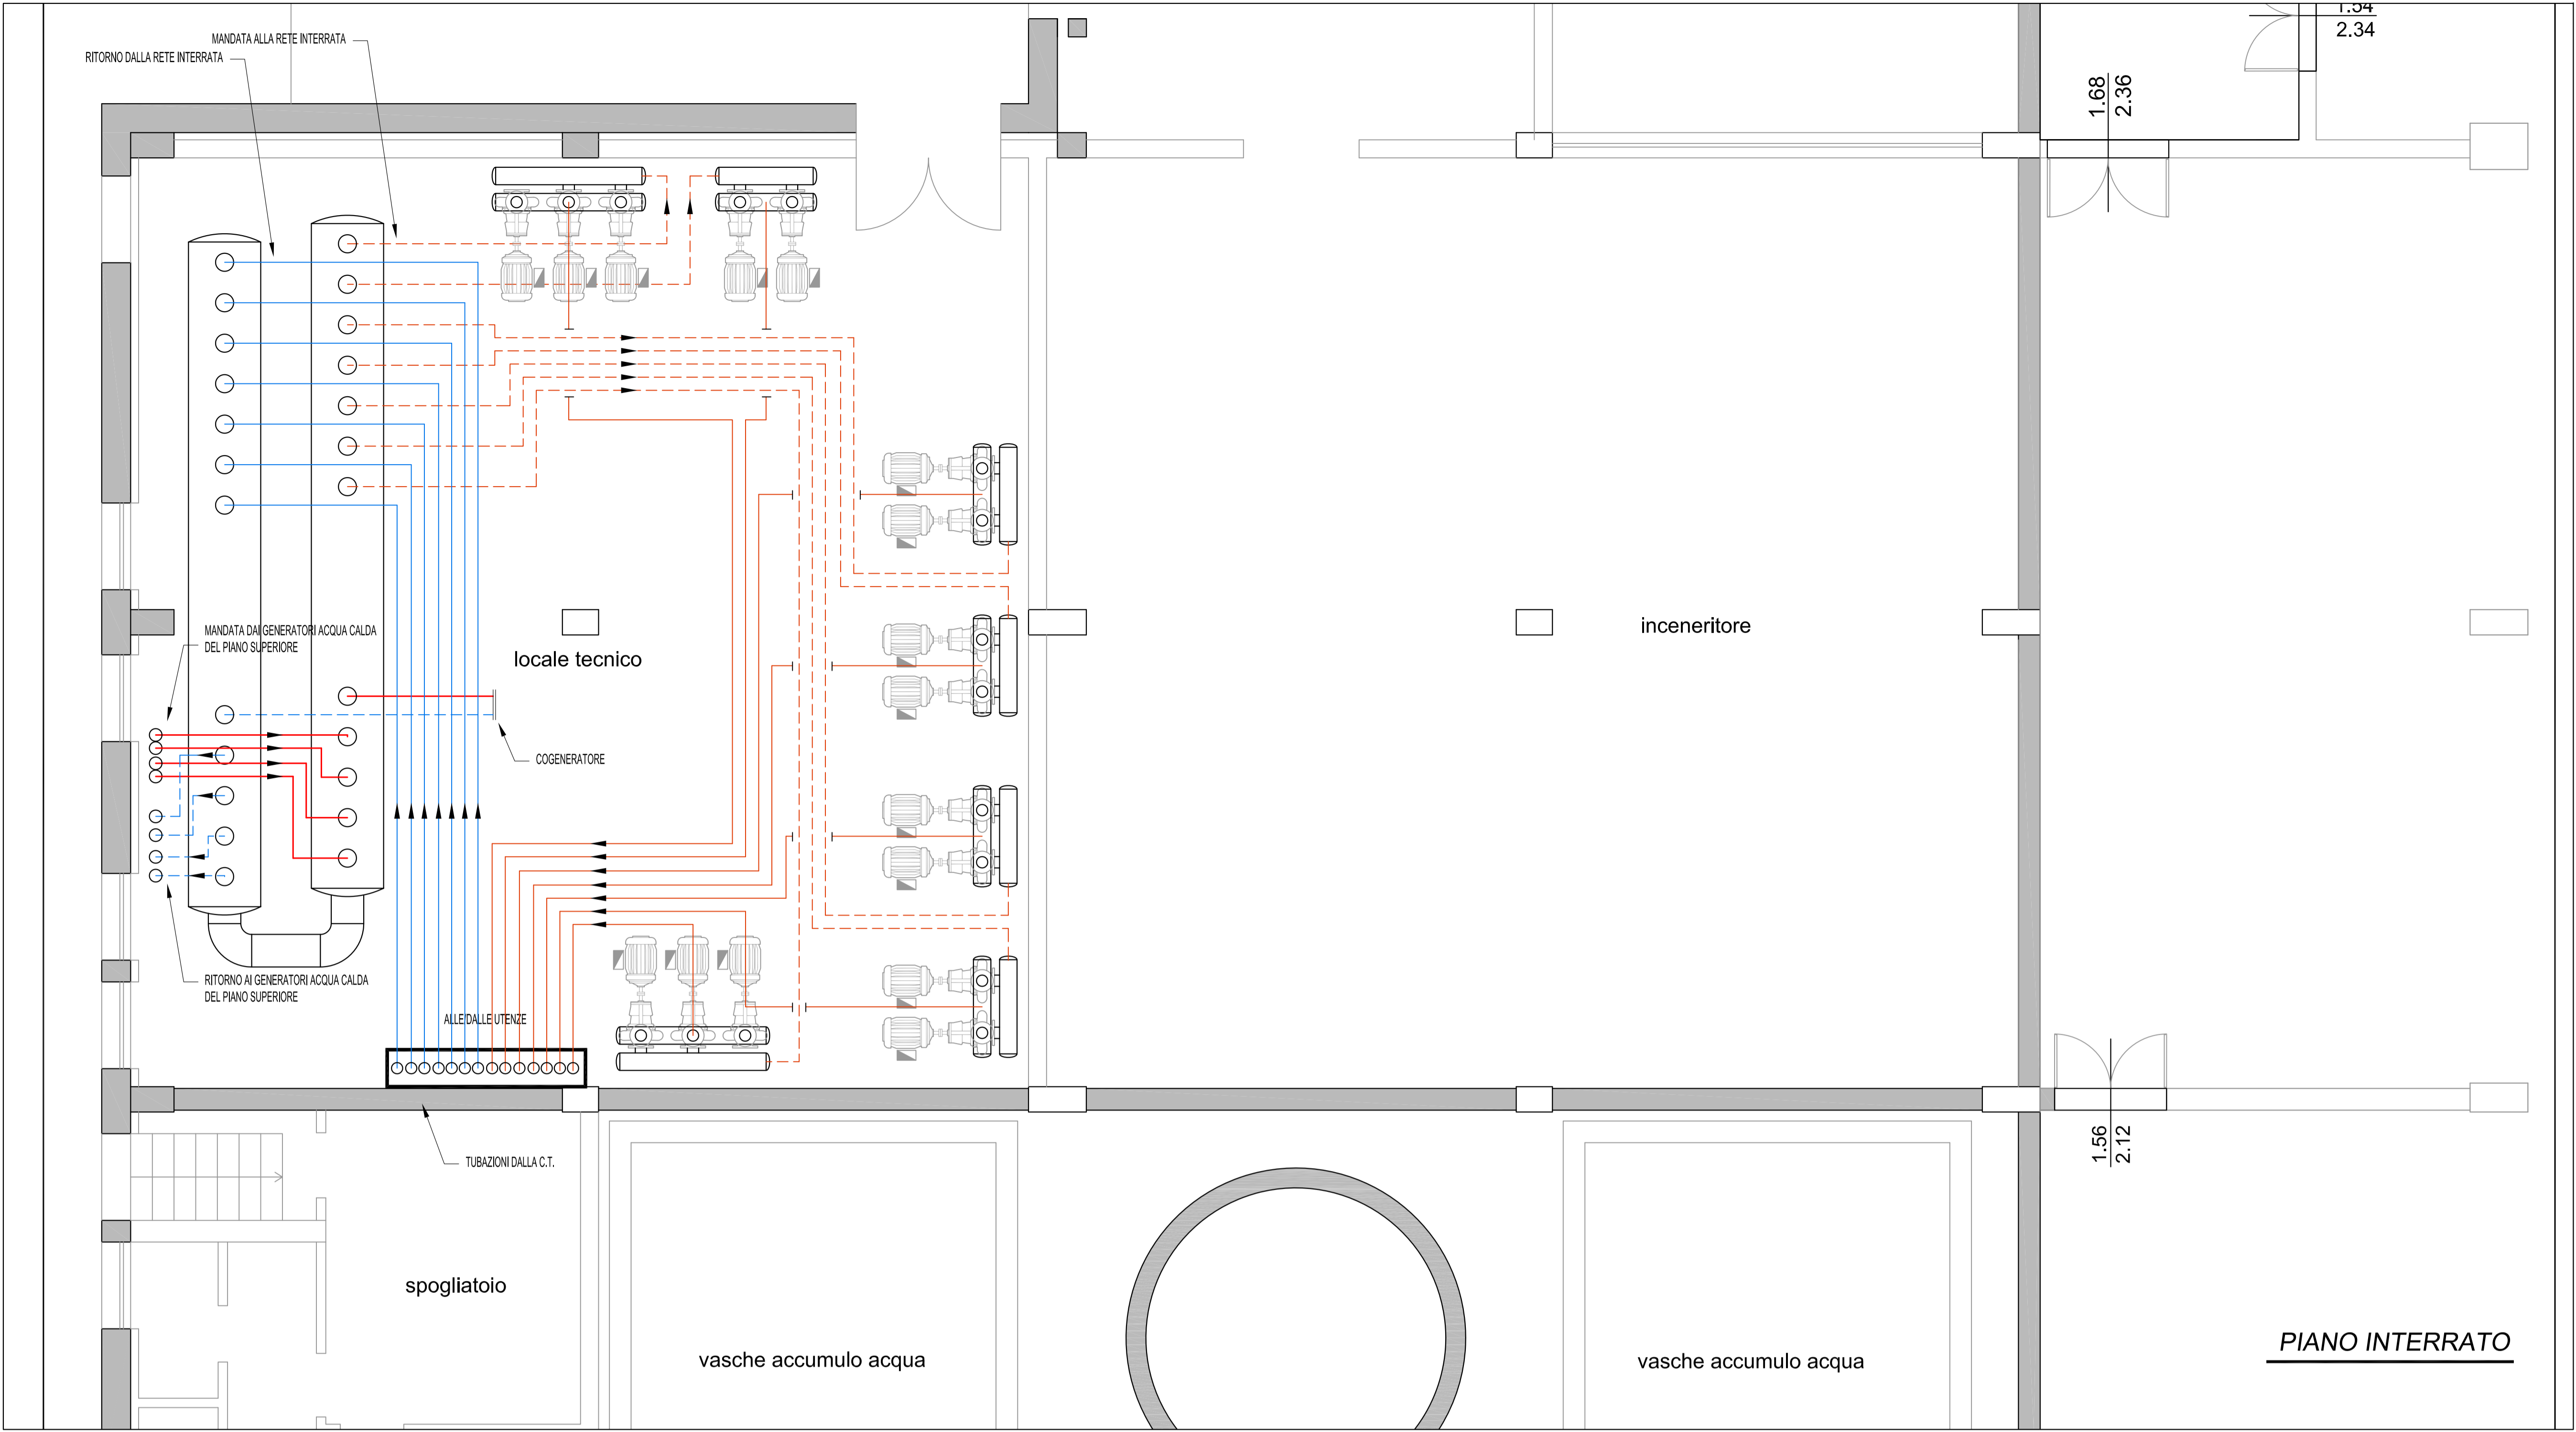 1.54
2.34
MANDATA ALLA RETE INTERRATA
RITORNO DALLA RETE INTERRATA
1.68
2.36
inceneritore
MANDATA DAI GENERATORI ACQUA CALDA
DEL PIANO SUPERIORE
locale tecnico
COGENERATORE
RITORNO AI GENERATORI ACQUA CALDA
DEL PIANO SUPERIORE
ALLE/DALLE UTENZE
1.56
2.12
TUBAZIONI DALLA C.T.
spogliatoio
vasche accumulo acqua
vasche accumulo acqua
PIANO INTERRATO